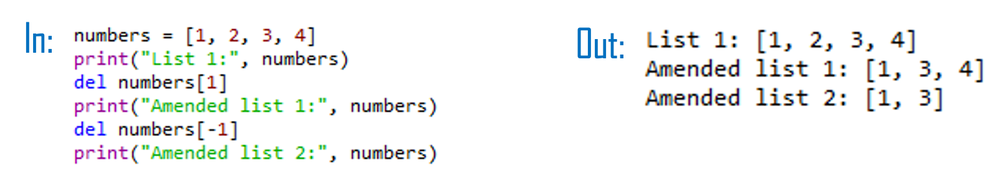 In:
numbers = [1, 2, 3, 4]
print("List 1:", numbers)
del numbers[1]
print("Amended list 1:", numbers)
del numbers[-1]
print("Amended list 2:", numbers)
Out:
List 1: [1, 2, 3, 4]
Amended list 1: [1, 3, 4]
Amended list 2: [1, 3]